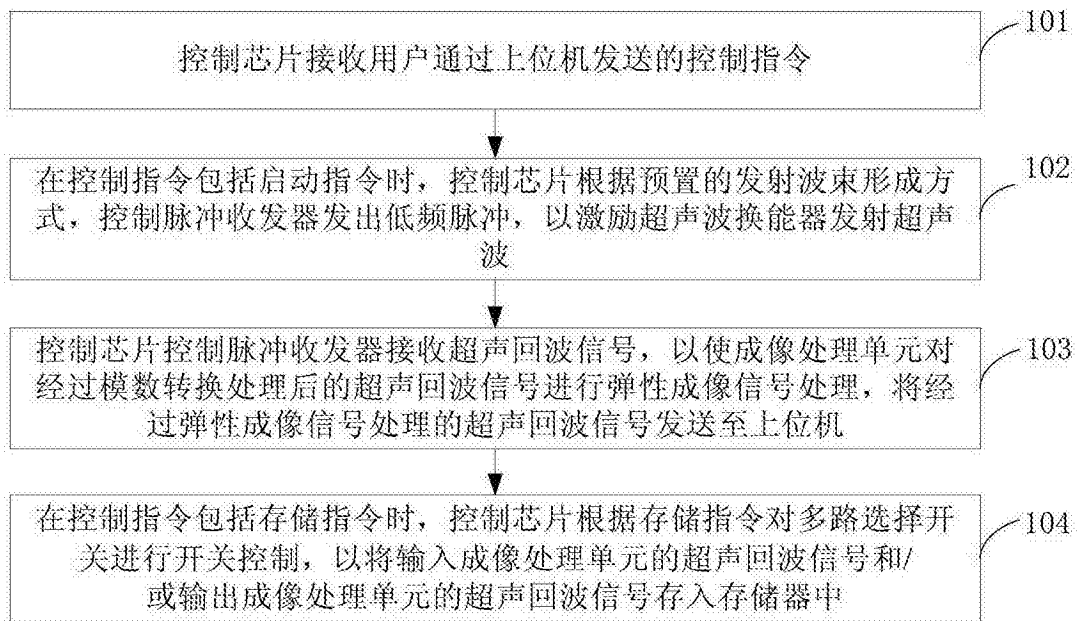 控制芯片接收用户通过上位机发送的控制指令
101
在控制指令包括启动指令时，控制芯片根据预置的发射波束形成方
式，控制脉冲收发器发出低频脉冲，以激励超声波换能器发射超声
波
102
控制芯片控制脉冲收发器接收超声回波信号，以使成像处理单元对
经过模数转换处理后的超声回波信号进行弹性成像信号处理，将经
过弹性成像信号处理的超声回波信号发送至上位机
103
在控制指令包括存储指令时，控制芯片根据存储指令对多路选择开
关进行开关控制，以将输入成像处理单元的超声回波信号和/
或输出成像处理单元的超声回波信号存入存储器中
104